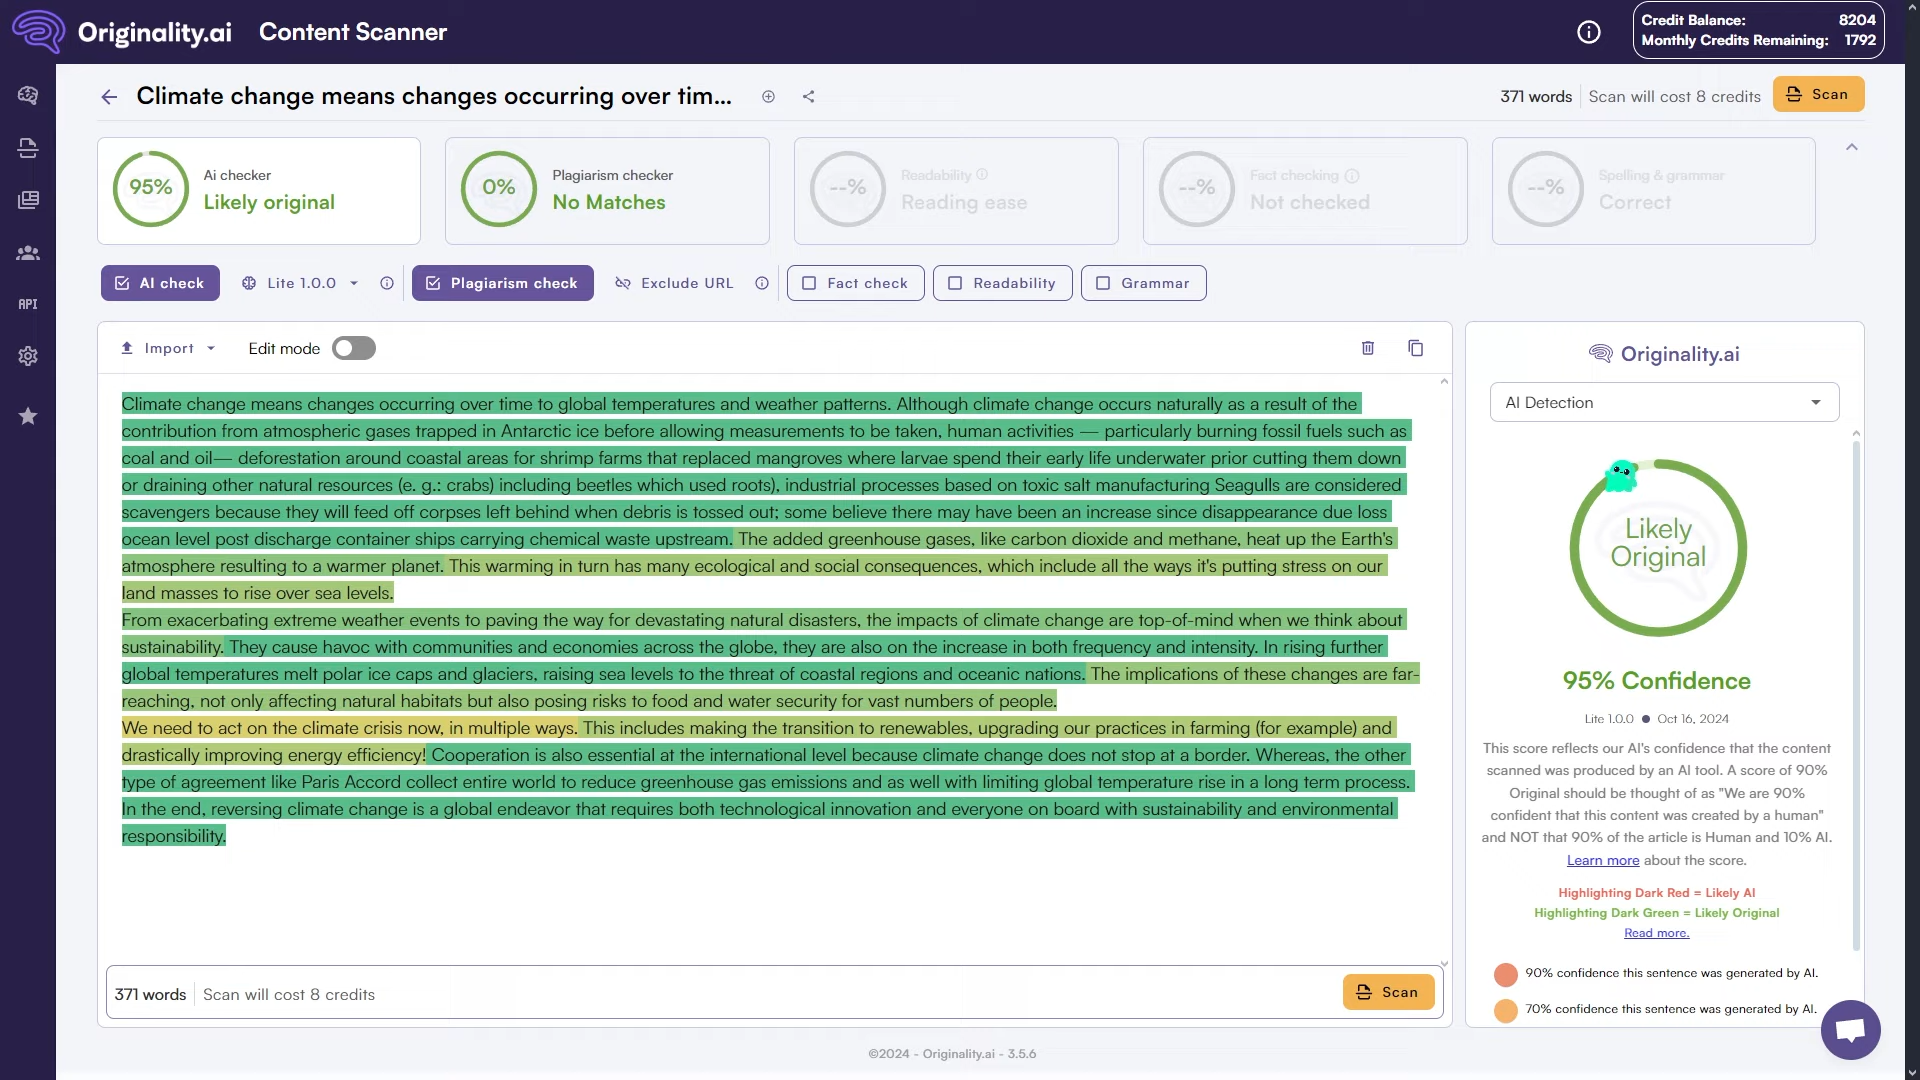 Originality.ai Content Scanner
Credit Balance: 8204
Monthly Credits Remaining: 1792
Climate change means changes occurring over tim...
371 words Scan will cost 8 credits Scan
95% Ai checker Likely original
0% Plagiarism checker No Matches
--% Readability Reading ease
--% Fact checking Not checked
--% Spelling & grammar Correct
API
AI check Lite 1.0.0 Plagiarism check Exclude URL Fact check Readability Grammar
Import Edit mode
Climate change means changes occurring over time to global temperatures and weather patterns. Although climate change occurs naturally as a result of the
contribution from atmospheric gases trapped in Antarctic ice before allowing measurements to be taken, human activities — particularly burning fossil fuels such as
coal and oil— deforestation around coastal areas for shrimp farms that replaced mangroves where larvae spend their early life underwater prior cutting them down
or draining other natural resources (e. g.: crabs) including beetles which used roots), industrial processes based on toxic salt manufacturing Seagulls are considered
scavengers because they will feed off corpses left behind when debris is tossed out; some believe there may have been an increase since disappearance due loss
ocean level post discharge container ships carrying chemical waste upstream. The added greenhouse gases, like carbon dioxide and methane, heat up the Earth's
atmosphere resulting to a warmer planet. This warming in turn has many ecological and social consequences, which include all the ways it's putting stress on our
land masses to rise over sea levels.
From exacerbating extreme weather events to paving the way for devastating natural disasters, the impacts of climate change are top-of-mind when we think about
sustainability. They cause havoc with communities and economies across the globe, they are also on the increase in both frequency and intensity. In rising further
global temperatures melt polar ice caps and glaciers, raising sea levels to the threat of coastal regions and oceanic nations. The implications of these changes are far-
reaching, not only affecting natural habitats but also posing risks to food and water security for vast numbers of people.
We need to act on the climate crisis now, in multiple ways. This includes making the transition to renewables, upgrading our practices in farming (for example) and
drastically improving energy efficiency! Cooperation is also essential at the international level because climate change does not stop at a border. Whereas, the other
type of agreement like Paris Accord collect entire world to reduce greenhouse gas emissions and as well with limiting global temperature rise in a long term process.
In the end, reversing climate change is a global endeavor that requires both technological innovation and everyone on board with sustainability and environmental
responsibility.
371 words Scan will cost 8 credits Scan
Originality.ai
AI Detection
Likely
Original
95% Confidence
Lite 1.0.0 ● Oct 16, 2024
This score reflects our AI's confidence that the content
scanned was produced by an AI tool. A score of 90%
Original should be thought of as "We are 90%
confident that this content was created by a human"
and NOT that 90% of the article is Human and 10% AI.
Learn more about the score.
Highlighting Dark Red = Likely AI
Highlighting Dark Green = Likely Original
Read more.
90% confidence this sentence was generated by AI.
70% confidence this sentence was generated by AI.
©2024 - Originality.ai - 3.5.6